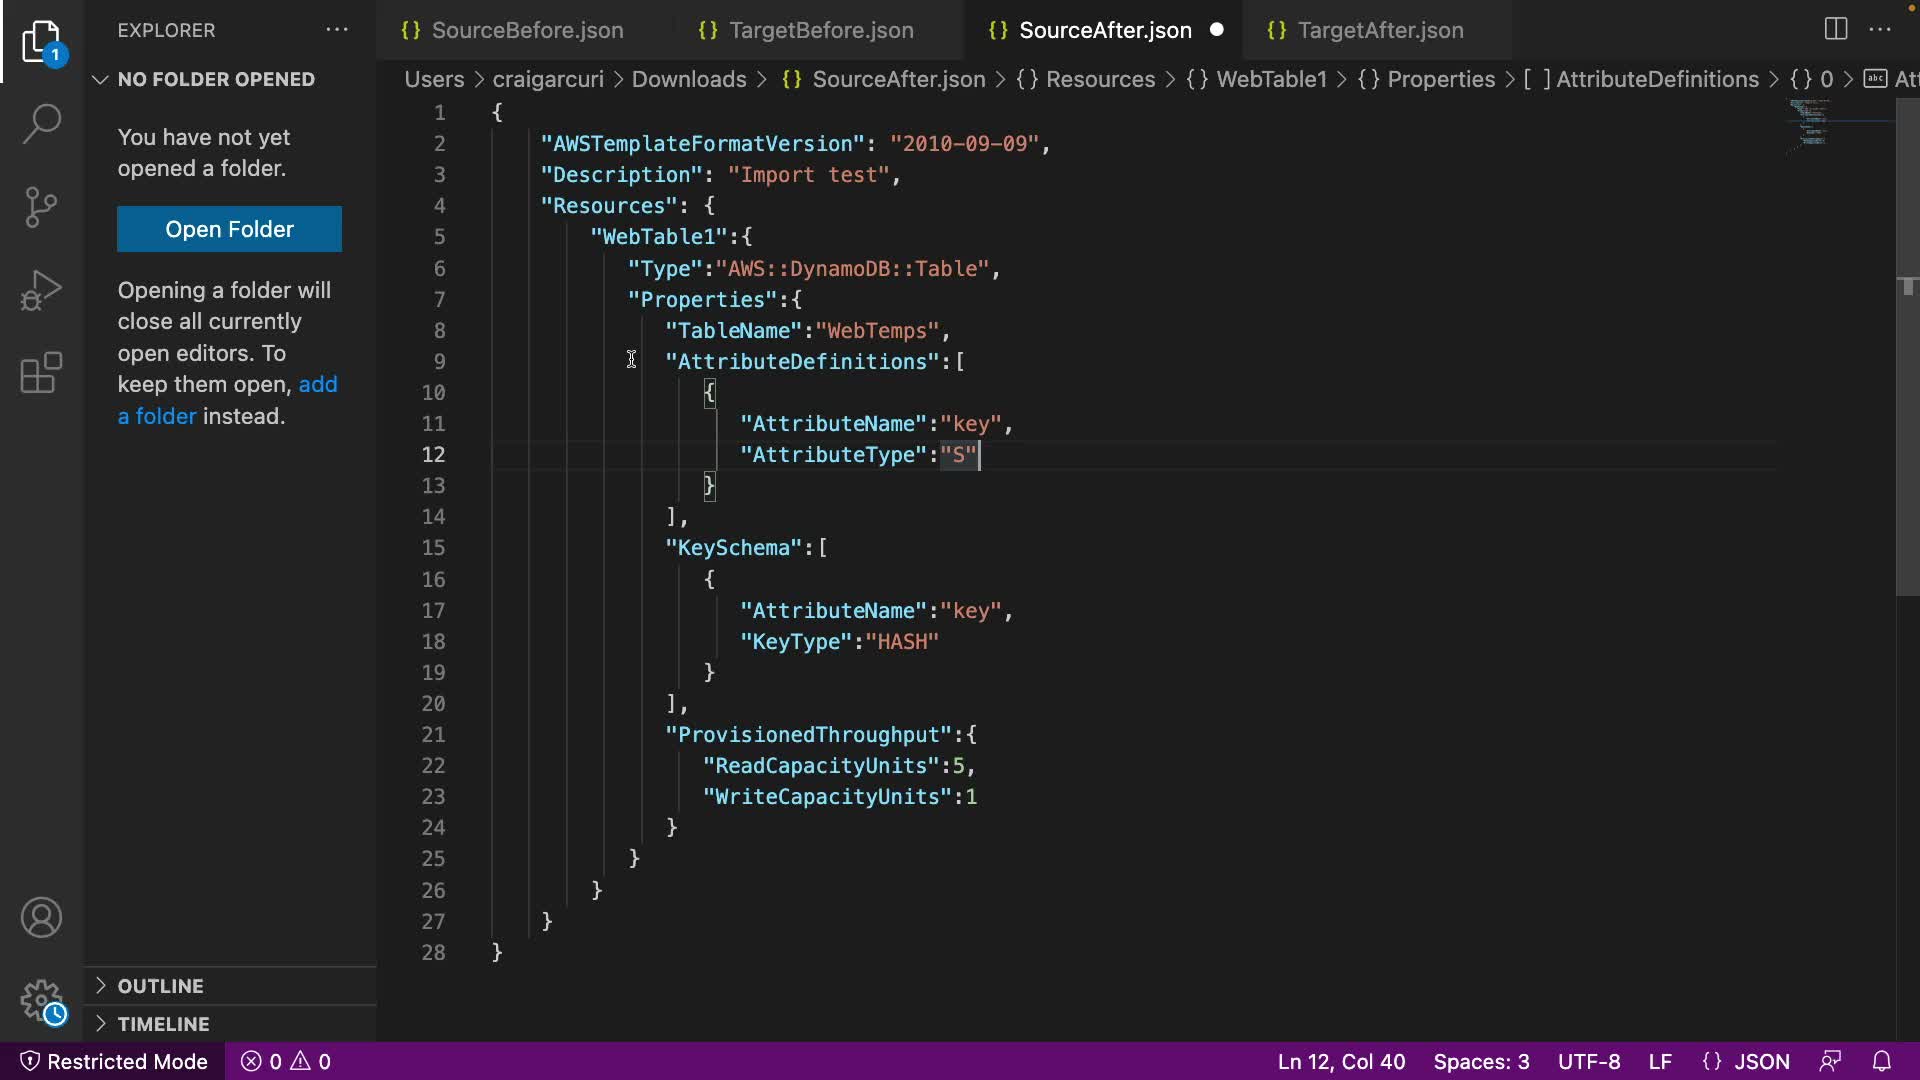 EXPLORER
NO FOLDER OPENED
You have not yet
opened a folder.
Open Folder
Opening a folder will
close all currently
open editors. To
keep them open, add
a folder instead.
OUTLINE
TIMELINE
1
{} SourceBefore.json
{} TargetBefore.json
{} SourceAfter.json
{} TargetAfter.json
Users > craigarcuri > Downloads > {} SourceAfter.json > {} Resources > {} WebTable1 > {} Properties > [ ] AttributeDefinitions > {} 0 > abc At
1 {
2 "AWSTemplateFormatVersion": "2010-09-09",
3 "Description": "Import test",
4 "Resources": {
5 "WebTable1":{
6 "Type":"AWS::DynamoDB::Table",
7 "Properties":{
8 "TableName":"WebTemps",
9 "AttributeDefinitions":[
10 {
11 "AttributeName":"key",
12 "AttributeType":"S"
13 }
14 ],
15 "KeySchema":[
16 {
17 "AttributeName":"key",
18 "KeyType":"HASH"
19 }
20 ],
21 "ProvisionedThroughput":{
22 "ReadCapacityUnits":5,
23 "WriteCapacityUnits":1
24 }
25 }
26 }
27 }
28 }
Restricted Mode 0 0 Ln 12, Col 40 Spaces: 3 UTF-8 LF {} JSON